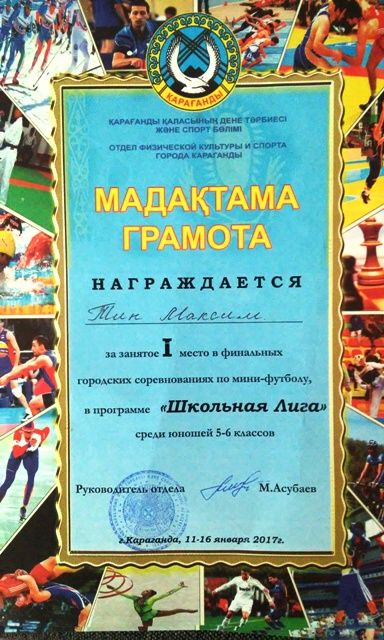 ҚАРАҒАНДЫ
ҚАРАҒАНДЫ ҚАЛАСЫНЫҢ ДЕНЕ ТӘРБИЕСІ
ЖӘНЕ СПОРТ БӨЛІМІ
ОТДЕЛ ФИЗИЧЕСКОЙ КУЛЬТУРЫ И СПОРТА
ГОРОДА КАРАГАНДЫ
МАДАҚТАМА
ГРАМОТА
НАГРАЖДАЕТСЯ
Тин Максим
за занятое I место в финальных
городских соревнованиях по мини-футболу,
в программе «Школьная Лига»
среди юношей 5-6 классов
Руководитель отдела М.Асубаев
г.Караганда, 11-16 января 2017г.